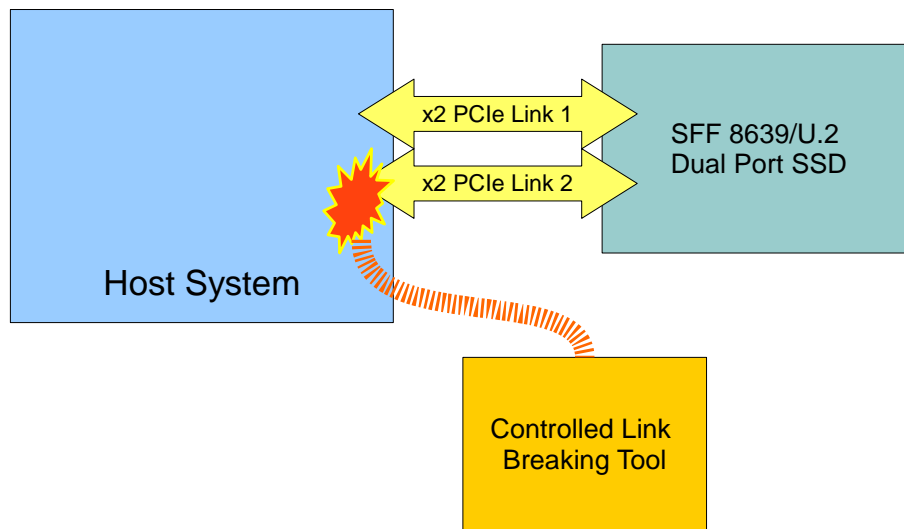 x2 PCIe Link 1
SFF 8639/U.2
Dual Port SSD
x2 PCIe Link 2
Host System
Controlled Link
Breaking Tool